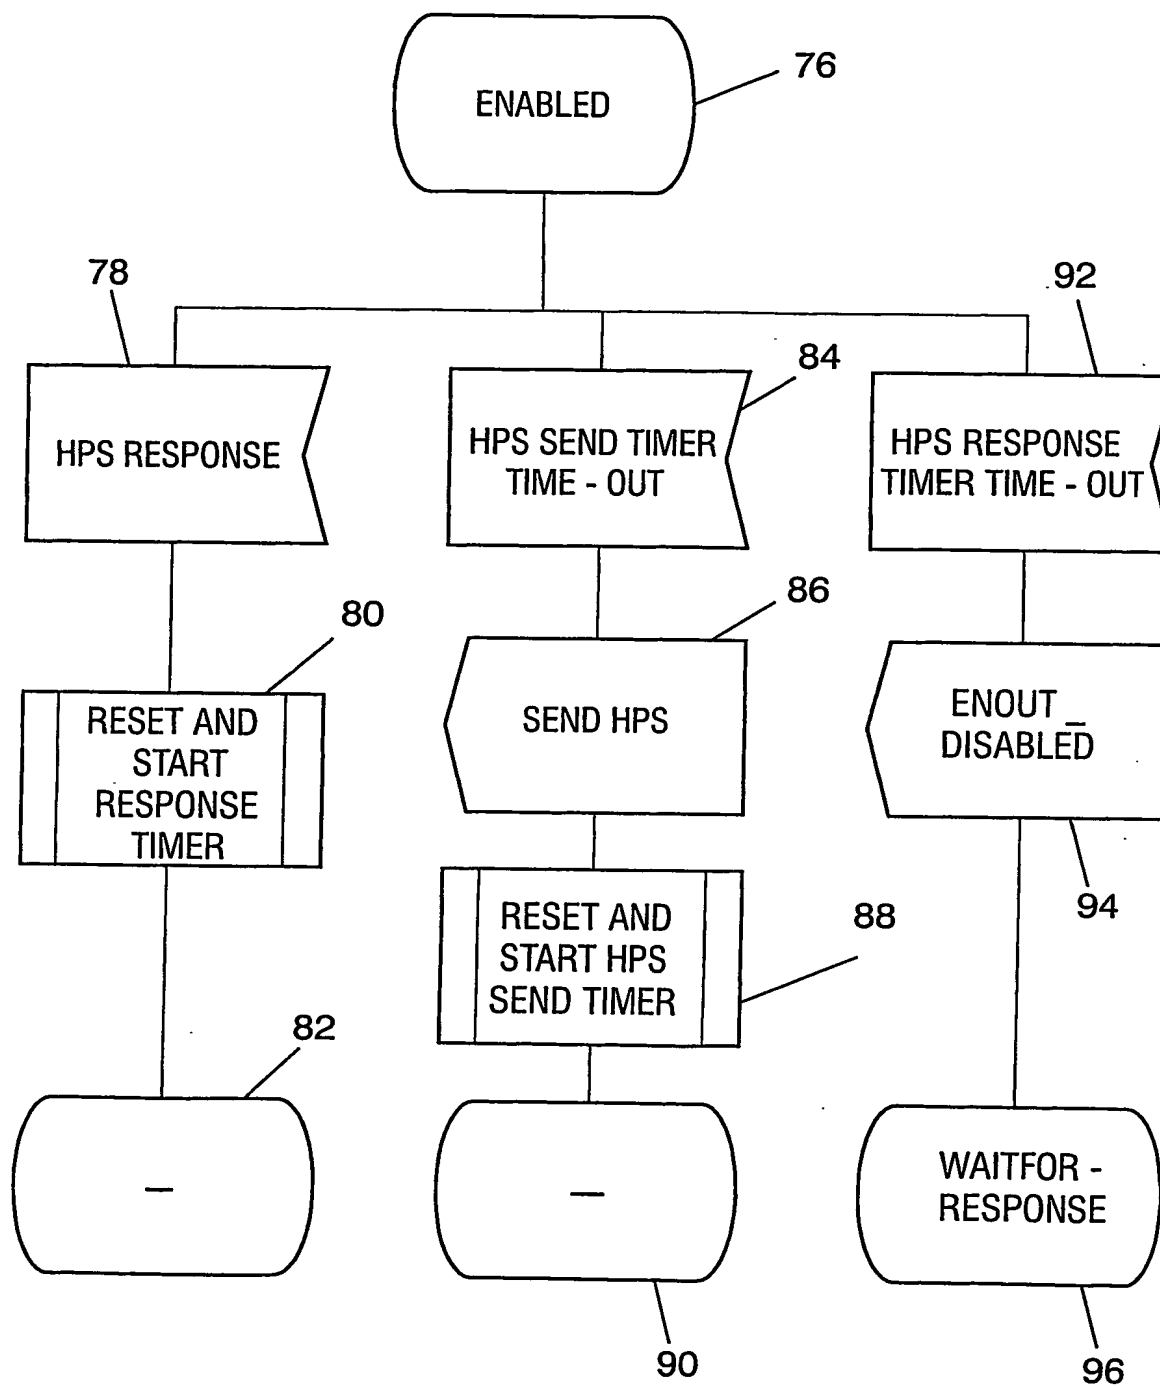 ENABLED
76
78
92
HPS RESPONSE
84
HPS SEND TIMER
TIME - OUT
HPS RESPONSE
TIMER TIME - OUT
80
RESET AND
START
RESPONSE
TIMER
86
SEND HPS
ENOUT _
DISABLED
94
88
RESET AND
START HPS
SEND TIMER
82
–
90
–
WAITFOR -
RESPONSE
96